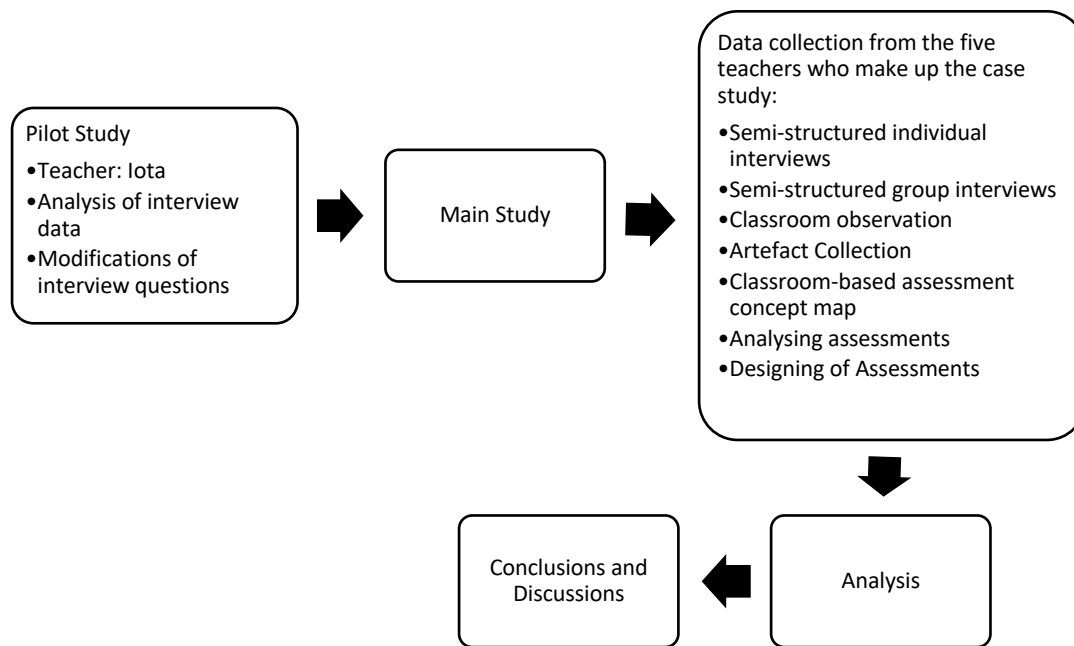 Pilot Study
•Teacher: Iota
•Analysis of interview
data
•Modifications of
interview questions
Main Study
Data collection from the five
teachers who make up the case
study:
•Semi-structured individual
interviews
•Semi-structured group interviews
•Classroom observation
•Artefact Collection
•Classroom-based assessment
concept map
•Analysing assessments
•Designing of Assessments
Analysis
Conclusions and
Discussions